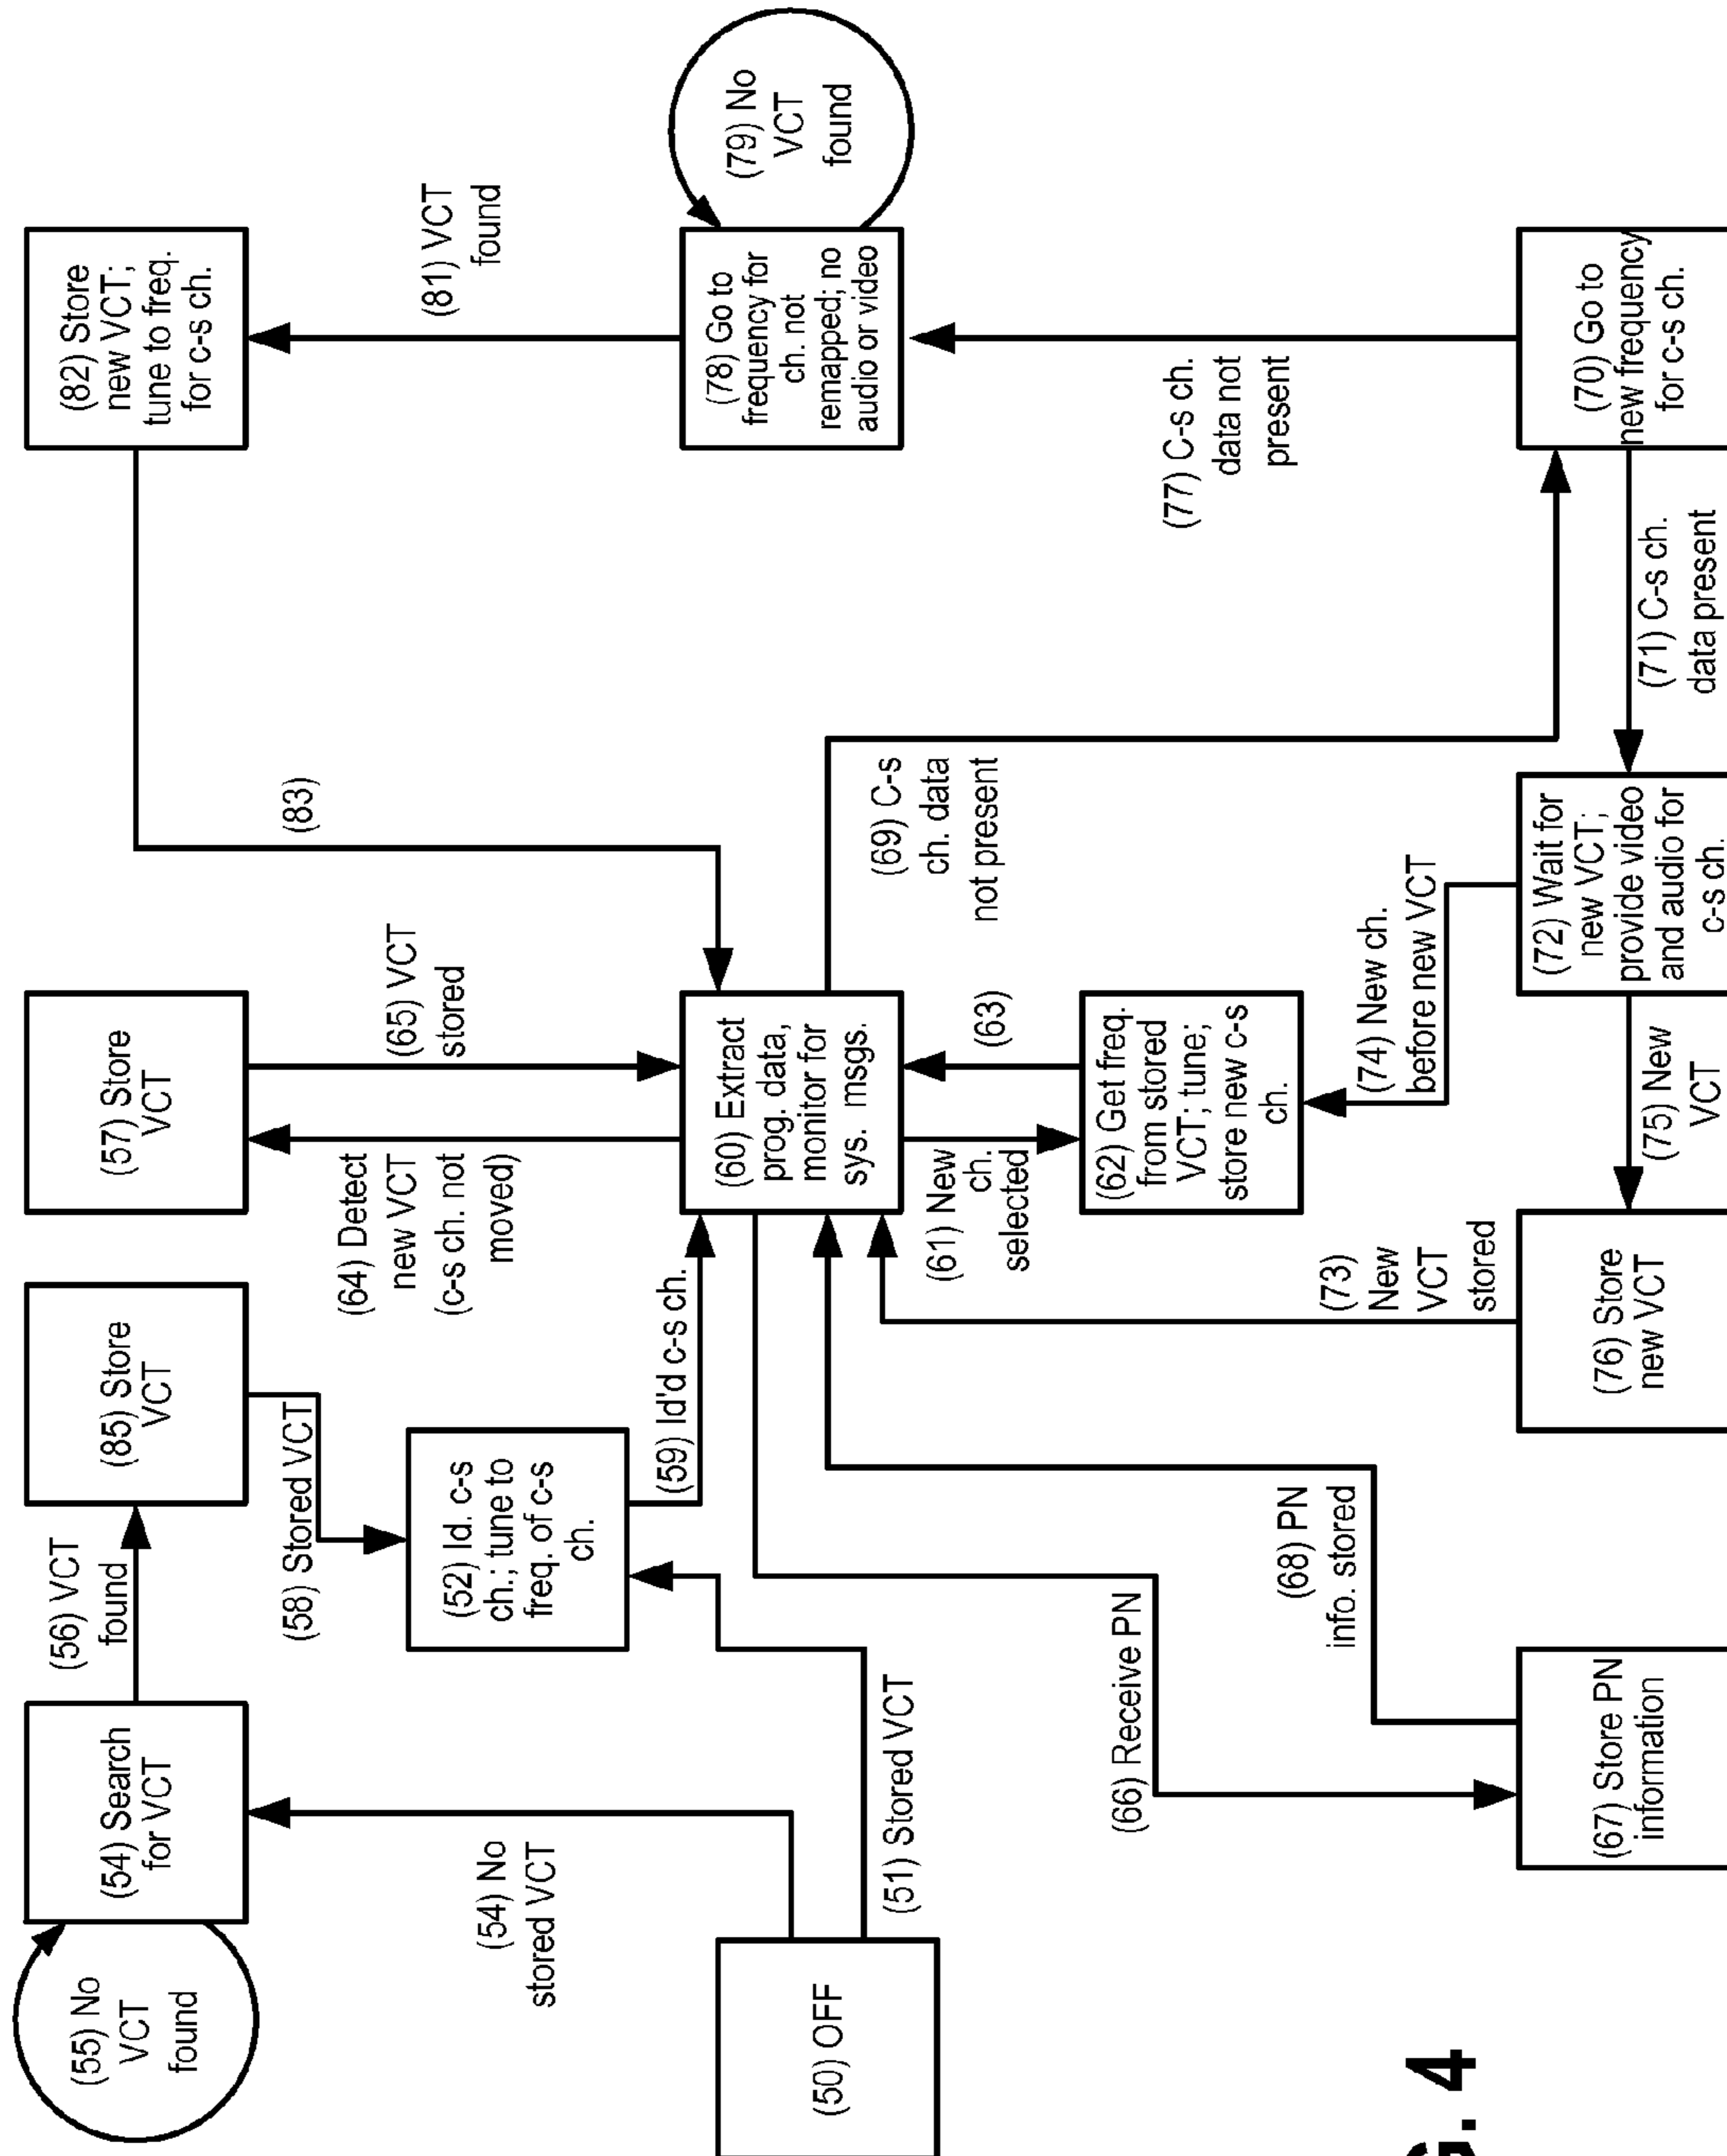 (55) No
VCT
found
(54) Search
for VCT
(56) VCT
found
(85) Store
VCT
(57) Store
VCT
(82) Store
new VCT;
tune to freq.
for c-s ch.
(58) Stored VCT
(64) Detect
new VCT
(c-s ch. not
moved)
(65) VCT
stored
(83)
(81) VCT
found
(54) No
stored VCT
(52) Id. c-s
ch.; tune to
freq. of c-s
ch.
(59) Id'd c-s ch.
(50) OFF
(51) Stored VCT
(60) Extract
prog. data,
monitor for
sys. msgs.
(78) Go to
frequency for
ch. not
remapped; no
audio or video
(79) No
VCT
found
(61) New
ch.
selected
(63)
(69) C-s
ch. data
not present
(66) Receive PN
(62) Get freq.
from stored
VCT; tune;
store new c-s
ch.
(77) C-s ch.
data not
present
(68) PN
info. stored
(73)
New
VCT
stored
(74) New ch.
before new VCT
(67) Store PN
information
(76) Store
new VCT
(75) New
VCT
(72) Wait for
new VCT;
provide video
and audio for
c-s ch.
(71) C-s ch.
data present
(70) Go to
new frequency
for c-s ch.
G. 4